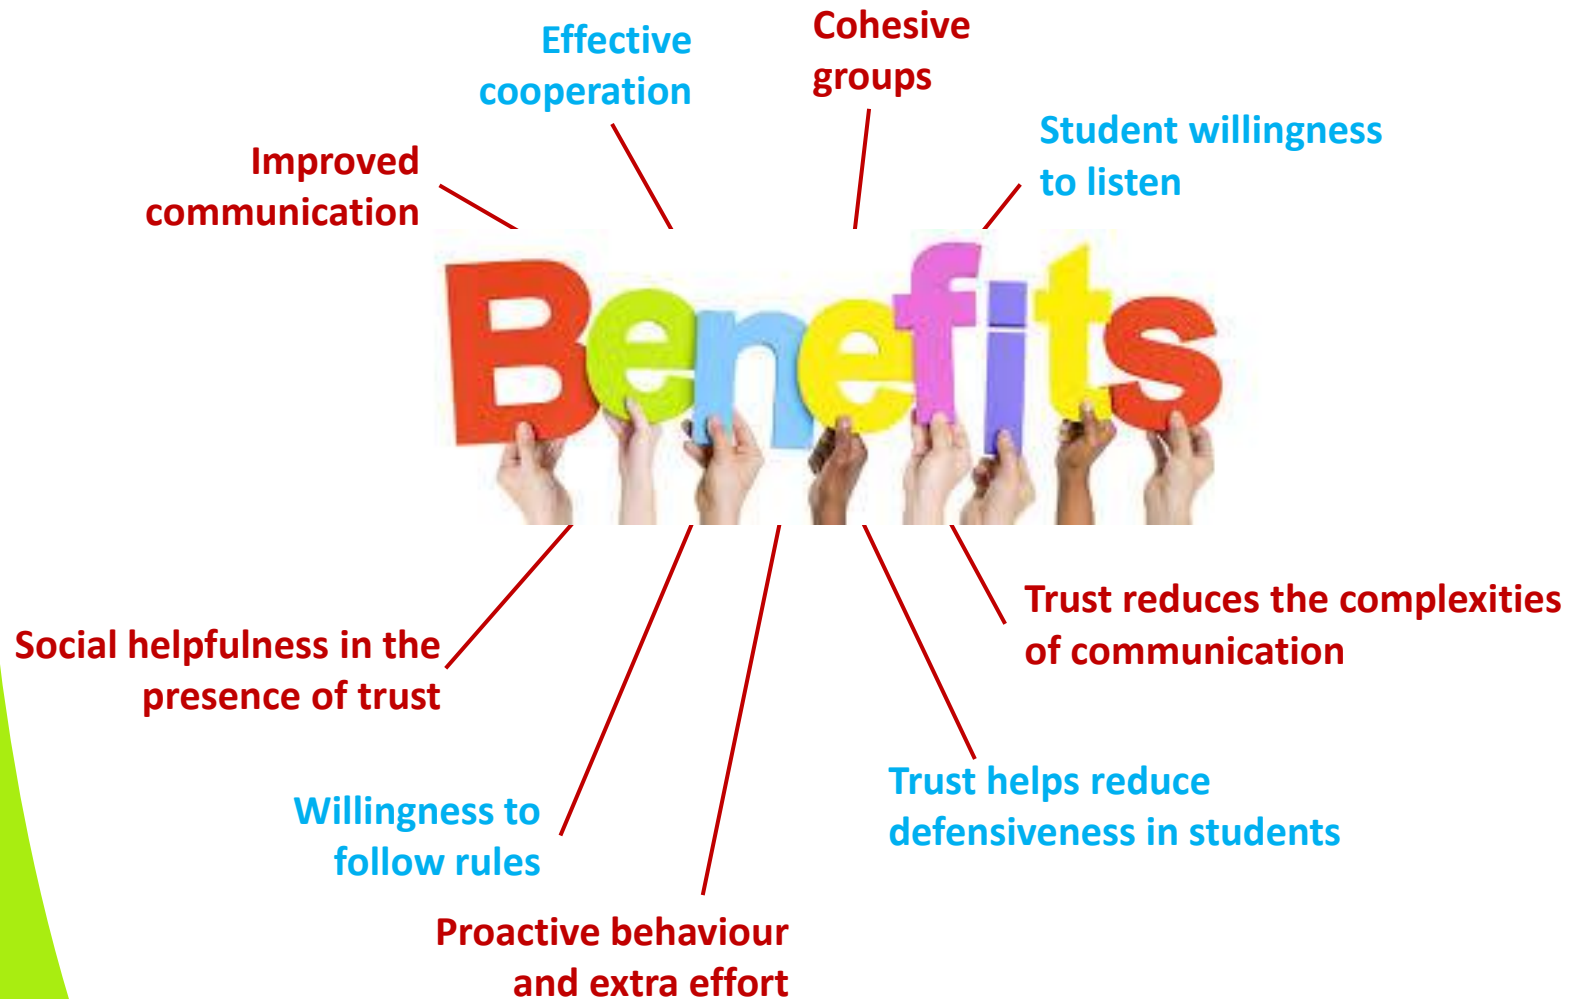 Effective
cooperation
Cohesive
groups
Student willingness
to listen
Improved
communication
Benefits
Social helpfulness in the
presence of trust
Trust reduces the complexities
of communication
Willingness to
follow rules
Trust helps reduce
defensiveness in students
Proactive behaviour
and extra effort